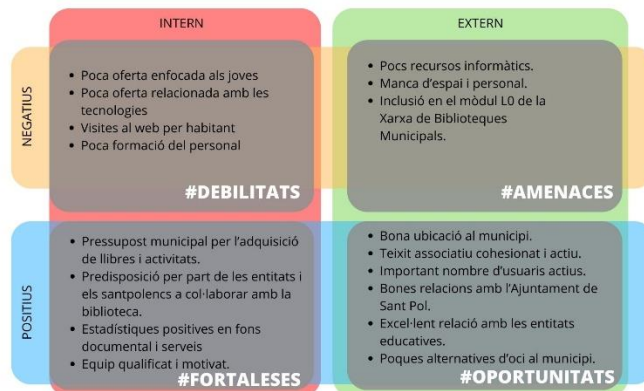 INTERN
EXTERN
NEGATIUS
• Poca oferta enfocada als joves
• Poca oferta relacionada amb les
tecnologies
• Visites al web per habitant
• Poca formació del personal
#DEBILITATS
• Pocs recursos informàtics.
• Manca d'espai i personal.
• Inclusió en el mòdul L0 de la
Xarxa de Biblioteques
Municipals.
#AMENACES
POSITIUS
• Pressupost municipal per l'adquisició
de llibres i activitats.
• Predisposició per part de les entitats i
els santpolencs a col·laborar amb la
biblioteca.
• Estadístiques positives en fons
documental i serveis
• Equip qualificat i motivat.
#FORTALESES
• Bona ubicació al municipi.
• Teixit associatiu cohesionat i actiu.
• Important nombre d'usuaris actius.
• Bones relacions amb l'Ajuntament de
Sant Pol.
• Excel·lent relació amb les entitats
educatives.
• Poques alternatives d'oci al municipi.
#OPORTUNITATS